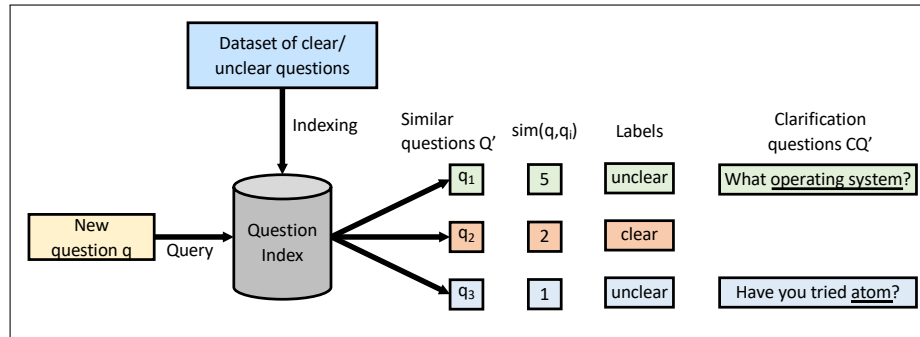 Dataset of clear/
unclear questions
Indexing
Similar
questions Q’
sim(q,qi)
Labels
Clarification
questions CQ’
q1
5
unclear
What operating system?
New
question q
Query
Question
Index
q2
2
clear
q3
1
unclear
Have you tried atom?